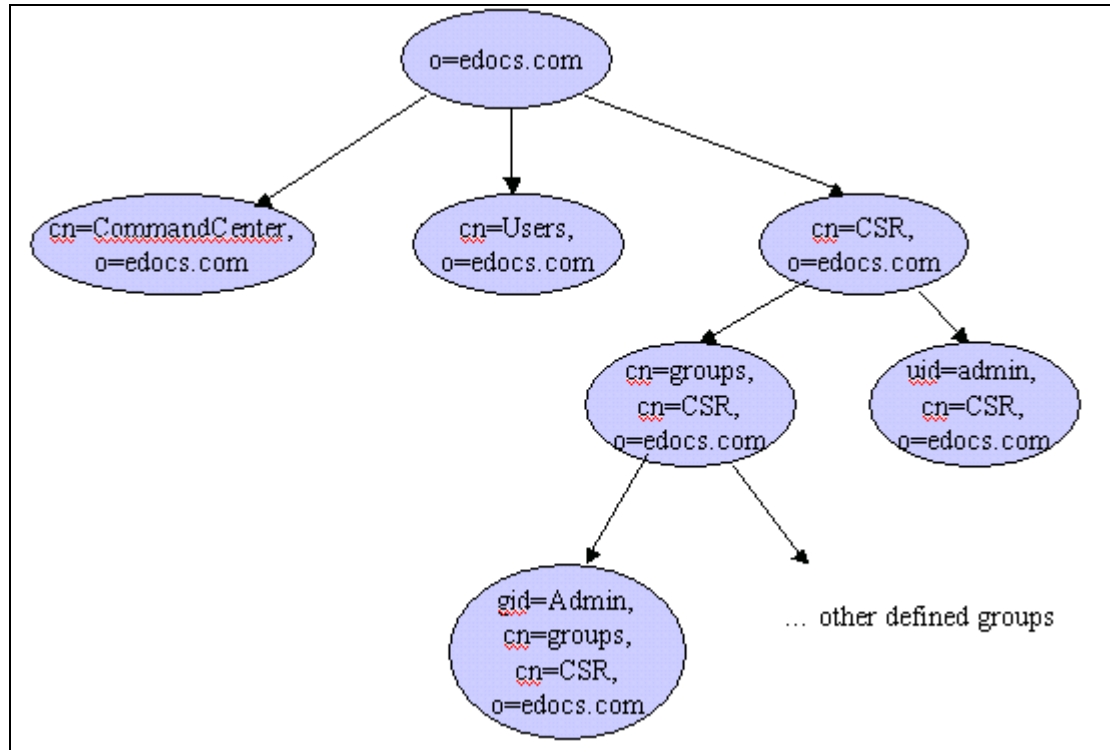 o=edocs.com
cn=CommandCenter,
o=edocs.com
cn=Users,
o=edocs.com
cn=CSR,
o=edocs.com
cn=groups,
cn=CSR,
o=edocs.com
uid=admin,
cn=CSR,
o=edocs.com
gid=Admin,
cn=groups,
cn=CSR,
o=edocs.com
... other defined groups